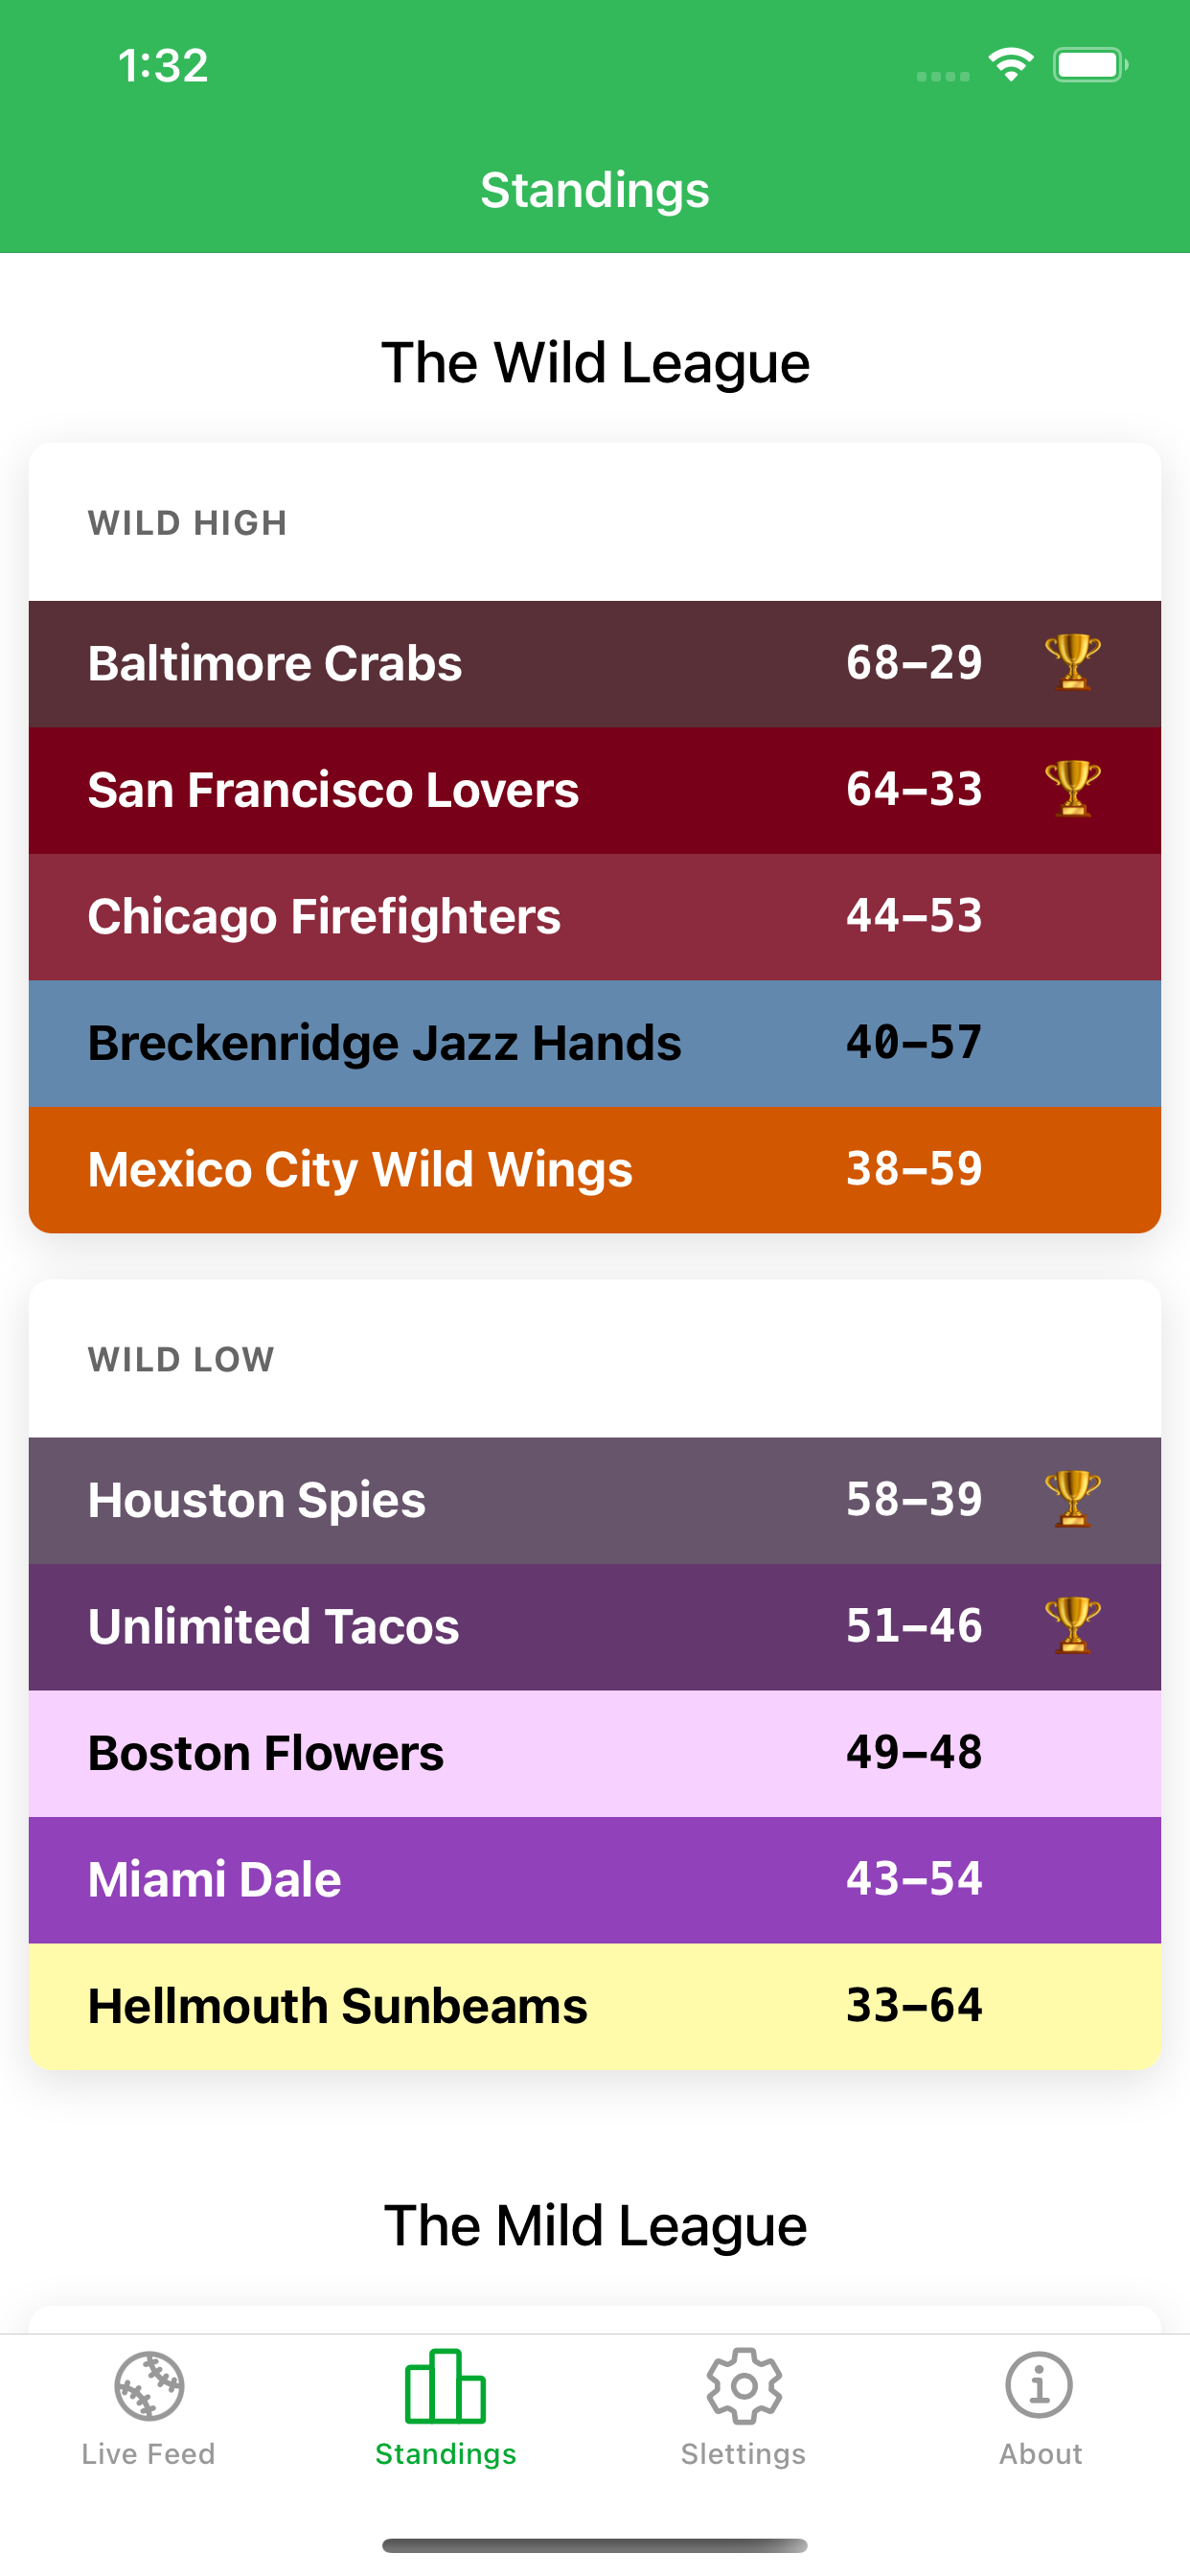 1:32
Standings
The Wild League
WILD HIGH
Baltimore Crabs 68–29
San Francisco Lovers 64–33
Chicago Firefighters 44–53
Breckenridge Jazz Hands 40–57
Mexico City Wild Wings 38–59
WILD LOW
Houston Spies 58–39
Unlimited Tacos 51–46
Boston Flowers 49–48
Miami Dale 43–54
Hellmouth Sunbeams 33–64
The Mild League
Live Feed Standings Slettings About